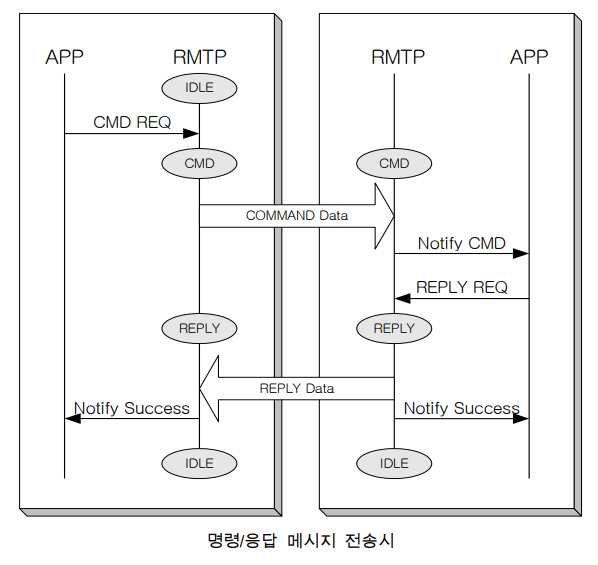 APP RMTP RMTP APP
IDLE
CMD REQ
CMD CMD
COMMAND Data
Notify CMD
REPLY REQ
REPLY REPLY
REPLY Data
Notify Success Notify Success
IDLE IDLE
명령/응답 메시지 전송시